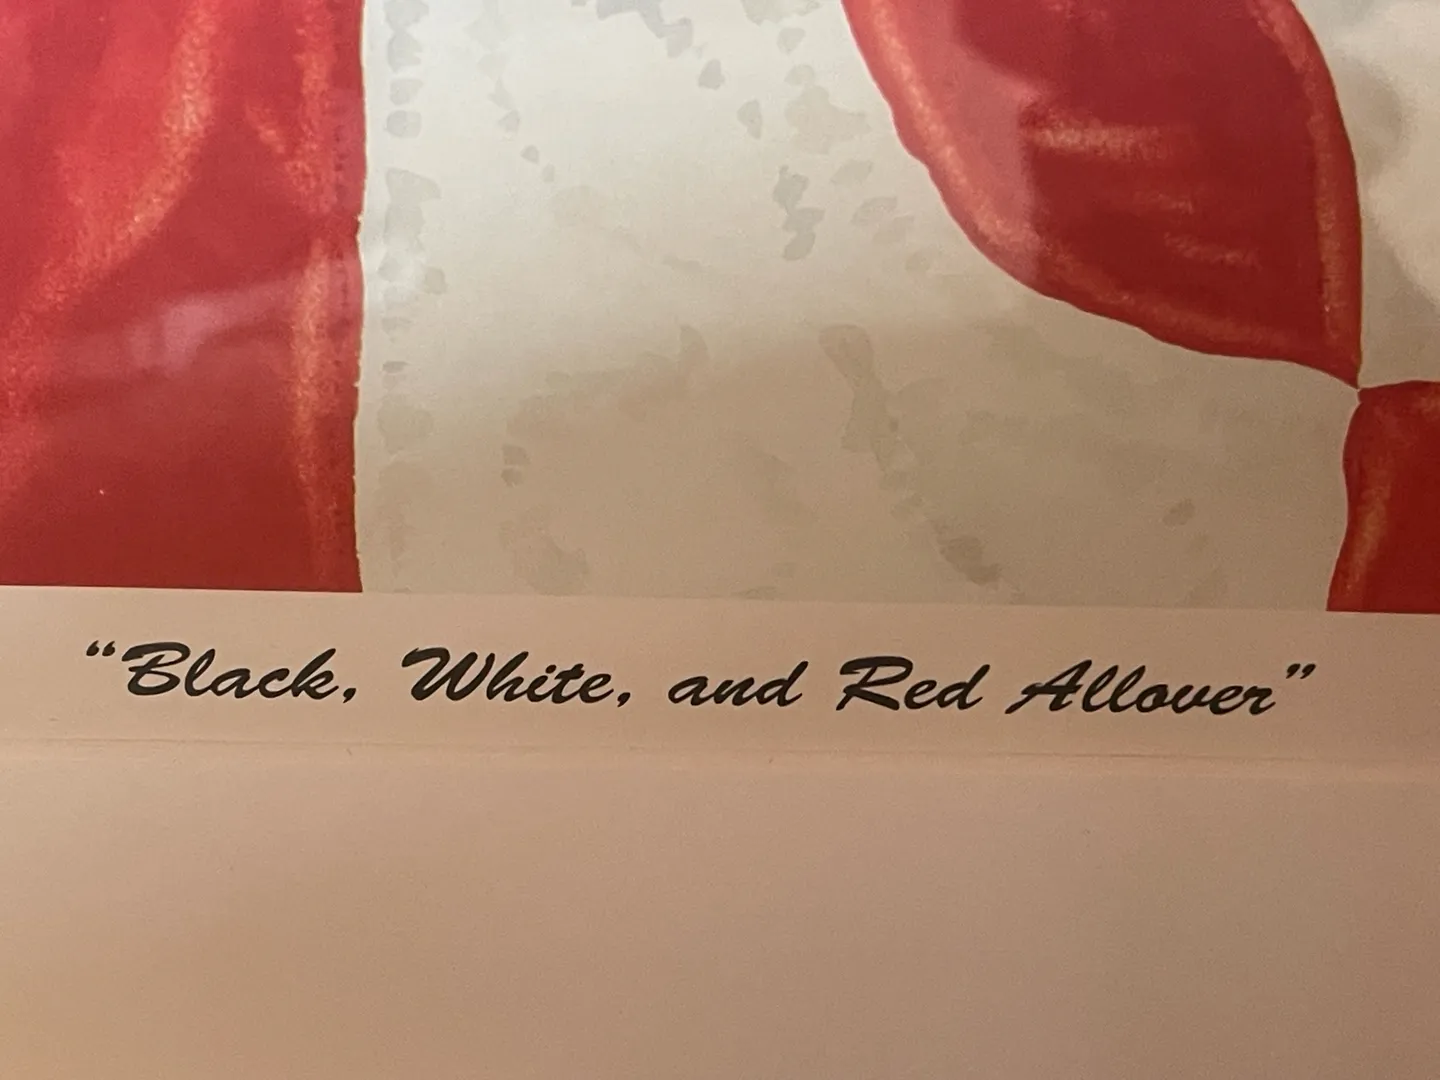 “Black, White, and Red Allover”